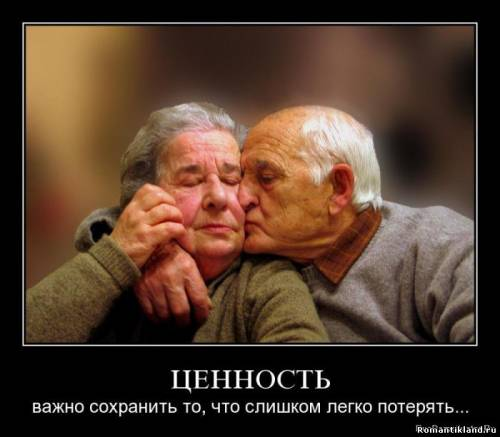 ЦЕННОСТЬ
важно сохранить то, что слишком легко потерять...
Romantikland.ru